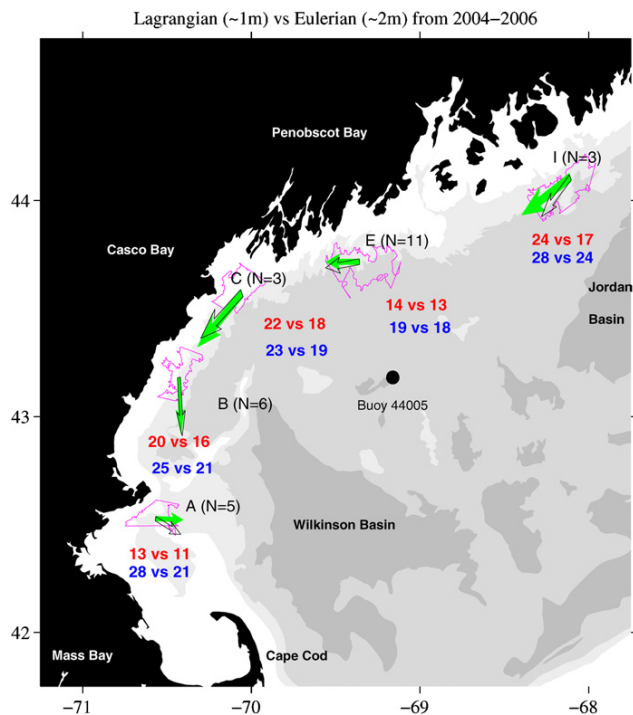 Lagrangian (~1m) vs Eulerian (~2m) from 2004−2006
Penobscot Bay
I (N=3)
44
Casco Bay
E (N=11)
24 vs 17
28 vs 24
C (N=3)
Jordan
Basin
14 vs 13
22 vs 18
19 vs 18
23 vs 19
43
B (N=6)
Buoy 44005
20 vs 16
25 vs 21
A (N=5)
Wilkinson Basin
13 vs 11
28 vs 21
42
Mass Bay
Cape Cod
−71
−70
−69
−68